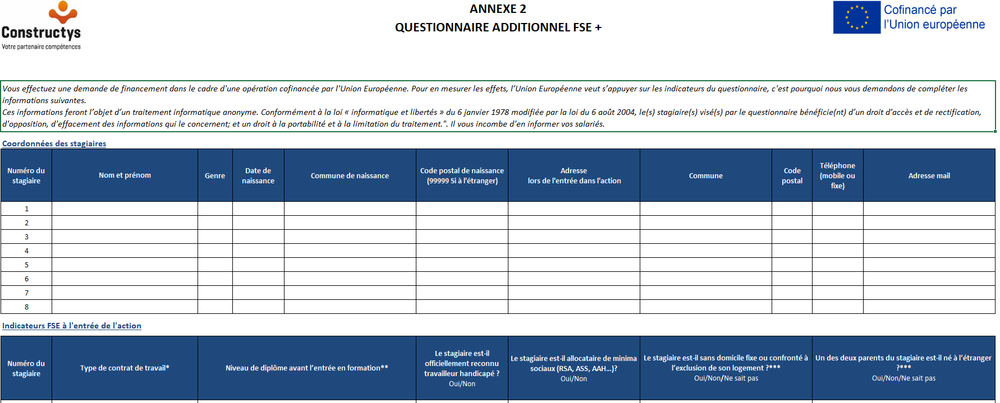 Constructys
Votre partenaire compétences
ANNEXE 2
QUESTIONNAIRE ADDITIONNEL FSE +
Cofinancé par
l’Union européenne
Vous effectuez une demande de financement dans le cadre d'une opération cofinancée par l'Union Européenne. Pour en mesurer les effets, l’Union Européenne veut s’appuyer sur les indicateurs du questionnaire, c'est pourquoi nous vous demandons de compléter les
informations suivantes.
Ces informations feront l’objet d’un traitement informatique anonyme. Conformément à la loi « informatique et libertés » du 6 janvier 1978 modifiée par la loi du 6 août 2004, le(s) stagiaire(s) visé(s) par le questionnaire bénéficie(nt) d’un droit d’accès et de rectification,
d'opposition, d'effacement des informations qui le concernent; et un droit à la portabilité et à la limitation du traitement.". Il vous incombe d'en informer vos salariés.
Coordonnées des stagiaires
Numéro du
stagiaire
Nom et prénom
Genre
Date de
naissance
Commune de naissance
Code postal de naissance
(99999 Si à l'étranger)
Adresse
lors de l'entrée dans l'action
Commune
Code
postal
Téléphone
(mobile ou
fixe)
Adresse mail
1
2
3
4
5
6
7
8
Indicateurs FSE à l'entrée de l'action
Numéro du
stagiaire
Type de contrat de travail*
Niveau de diplôme avant l’entrée en formation**
Le stagiaire est-il
officiellement reconnu
travailleur handicapé ?
Oui/Non
Le stagiaire est-il allocataire de minima
sociaux (RSA, ASS, AAH…)?
Oui/Non
Le stagiaire est-il sans domicile fixe ou confronté à
l’exclusion de son logement ?***
Oui/Non/Ne sait pas
Un des deux parents du stagiaire est-il né à l’étranger
?***
Oui/Non/Ne sait pas